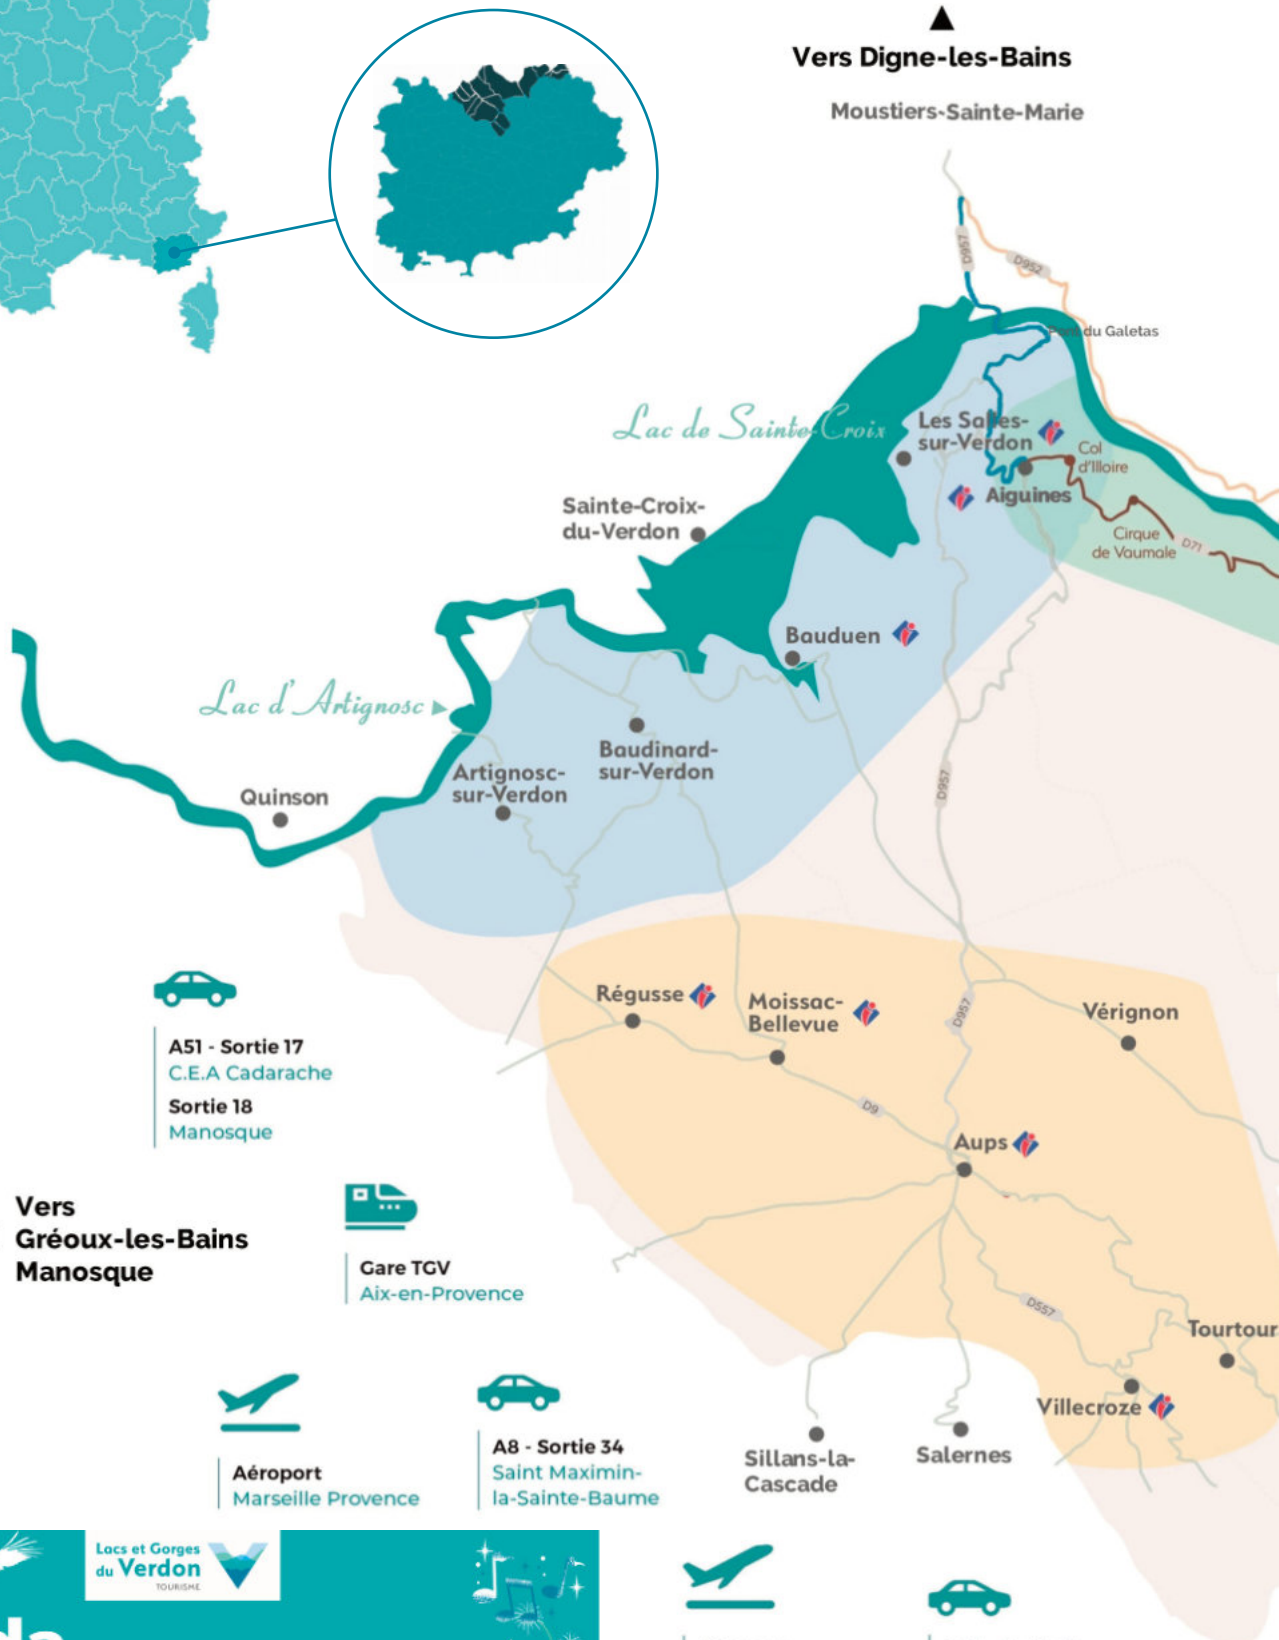 Vers Digne-les-Bains
Moustiers-Sainte-Marie
D957
D952
Pont du Galetas
Lac de Sainte-Croix
Les Salles-
sur-Verdon
Col
d'Illoire
Aiguines
Sainte-Croix-
du-Verdon
Cirque
de Vaumale
D71
Bauduen
Lac d'Artignosc
Baudinard-
sur-Verdon
Artignosc-
sur-Verdon
Quinson
D957
Régusse
Moissac-
Bellevue
D957
Vérignon
A51 - Sortie 17
C.E.A Cadarache
Sortie 18
Manosque
D9
Aups
Vers
Gréoux-les-Bains
Manosque
Gare TGV
Aix-en-Provence
D557
Tourtour
Villecroze
Sillans-la-
Cascade
Salernes
Aéroport
Marseille Provence
A8 - Sortie 34
Saint Maximin-
la-Sainte-Baume
Lacs et Gorges
du Verdon
TOURISME